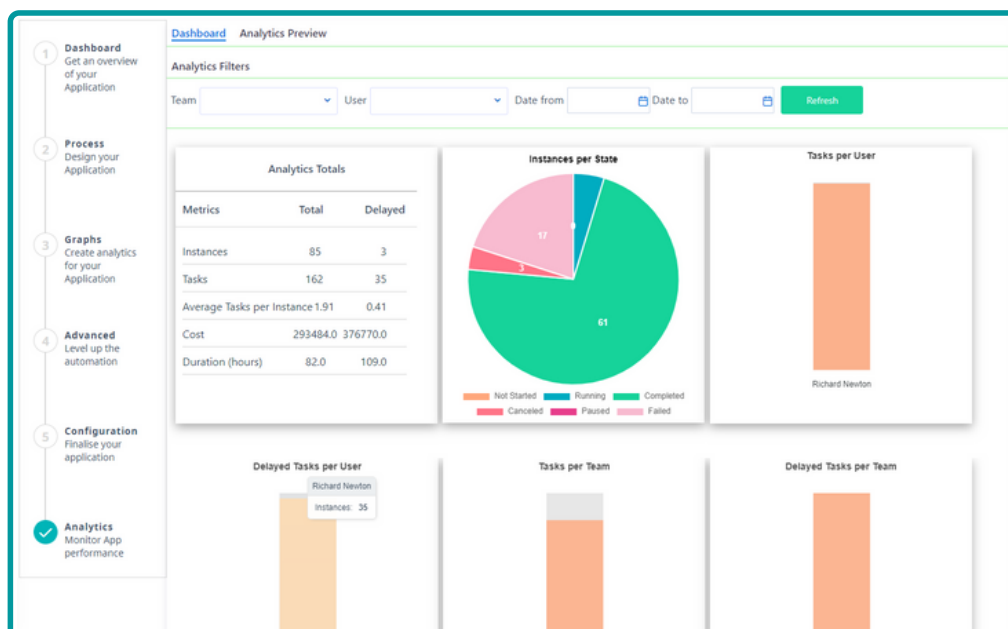 Dashboard Analytics Preview
1
Dashboard
Get an overview
of your
Application
Analytics Filters
Team User Date from Date to Refresh
2
Process
Design your
Application
3
Graphs
Create analytics
for your
Application
4
Advanced
Level up the
automation
5
Configuration
Finalise your
application
Analytics
Monitor App
performance
Analytics Totals
Metrics Total Delayed
Instances 85 3
Tasks 162 35
Average Tasks per Instance 1.91 0.41
Cost 293484.0 376770.0
Duration (hours) 82.0 109.0
Instances per State
17
3
61
Not Started Running Completed
Canceled Paused Failed
Tasks per User
Richard Newton
Delayed Tasks per User
Richard Newton
Instances: 35
Tasks per Team
Delayed Tasks per Team